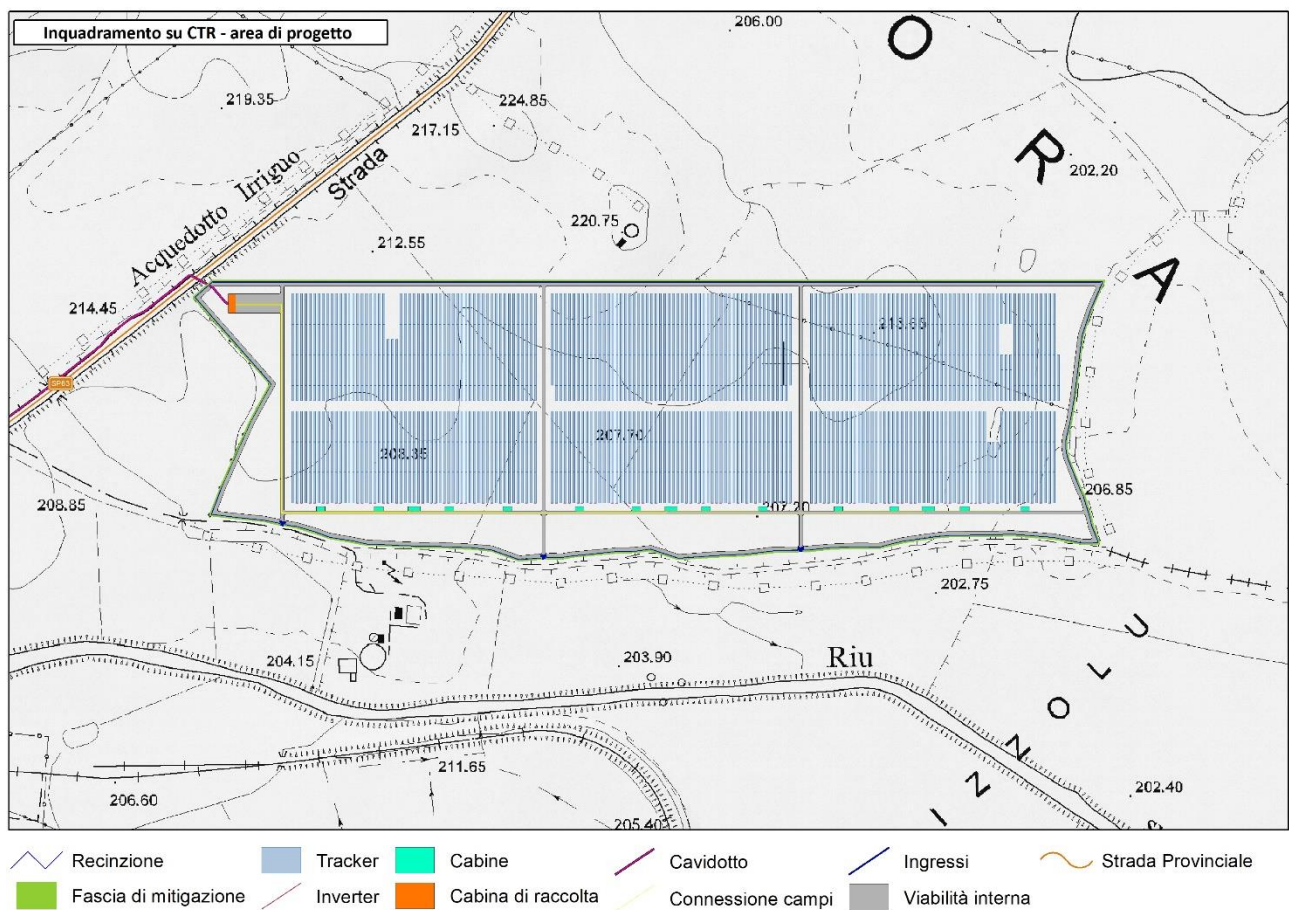 Inquadramento su CTR - area di progetto
206.00
O
219.35
224.85
217.15
R
Irriguo
Strada
202.20
Acquedotto
220.75
212.55
A
214.45
SP63
207.70
208.35
207.20
206.85
208.85
202.75
U
204.15
203.90
Riu
L
O
N
211.65
N
206.60
202.40
I
205.40
Recinzione
Tracker
Cabine
Cavidotto
Ingressi
Strada Provinciale
Fascia di mitigazione
Inverter
Cabina di raccolta
Connessione campi
Viabilità interna